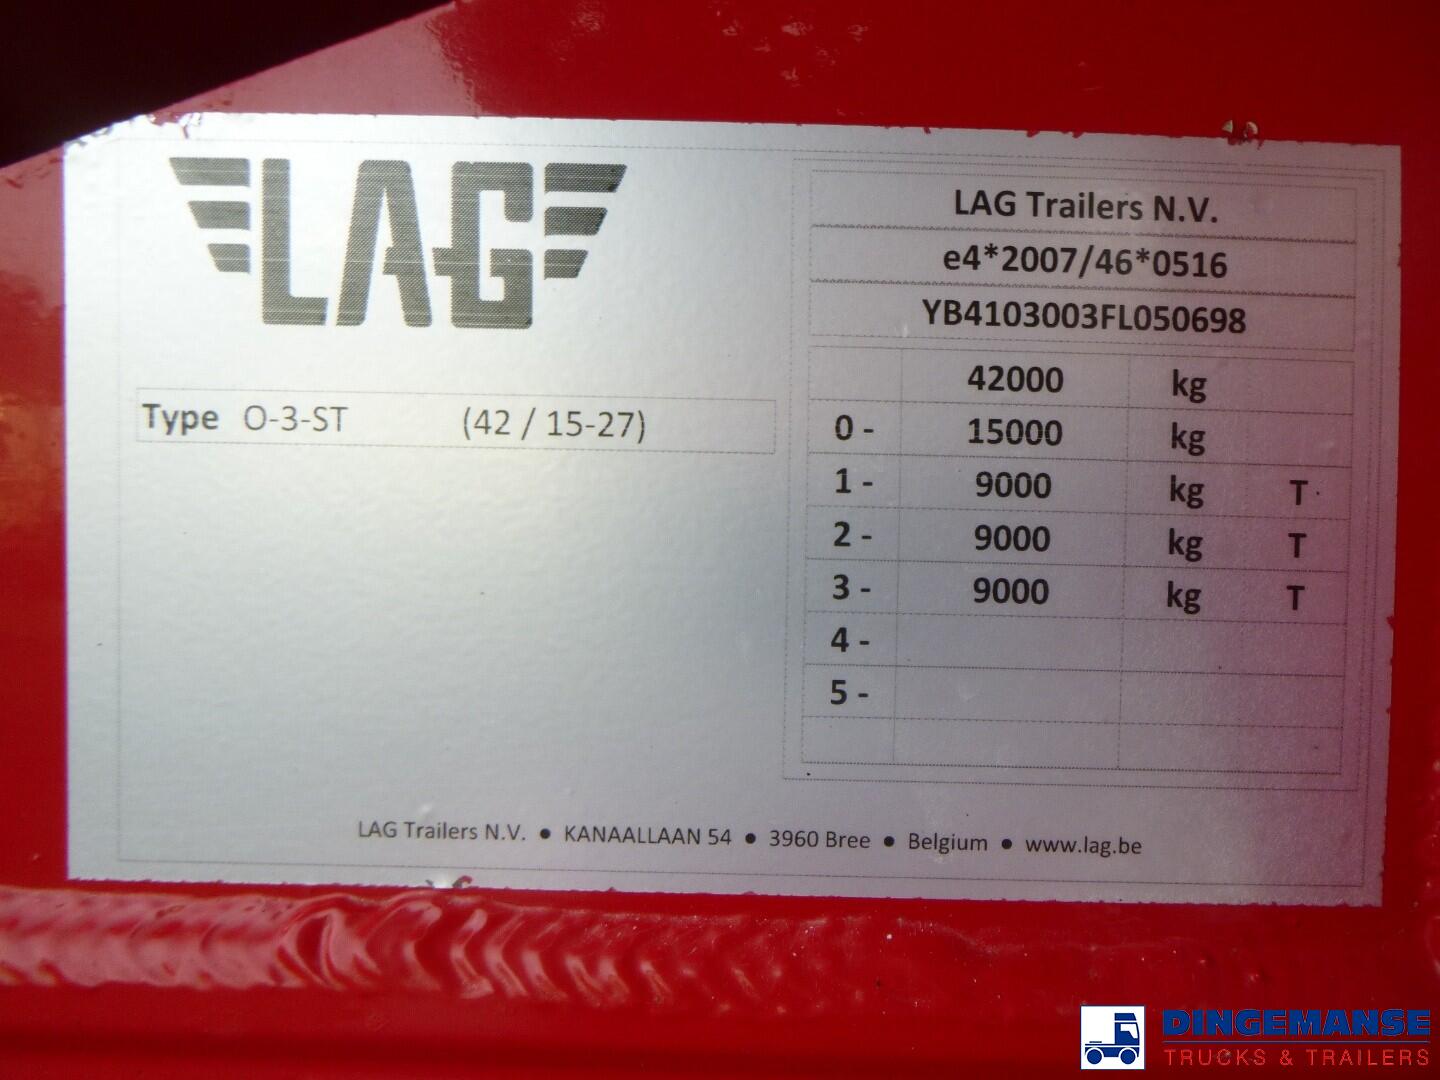 LAG
Type O-3-ST (42 / 15-27)
LAG Trailers N.V.
e4*2007/46*0516
YB4103003FL050698
42000 kg
0 - 15000 kg
1 - 9000 kg T
2 - 9000 kg T
3 - 9000 kg T
4 -
5 -
LAG Trailers N.V. ● KANAALLAAN 54 ● 3960 Bree ● Belgium ● www.lag.be
DINGEMANSE
TRUCKS & TRAILERS